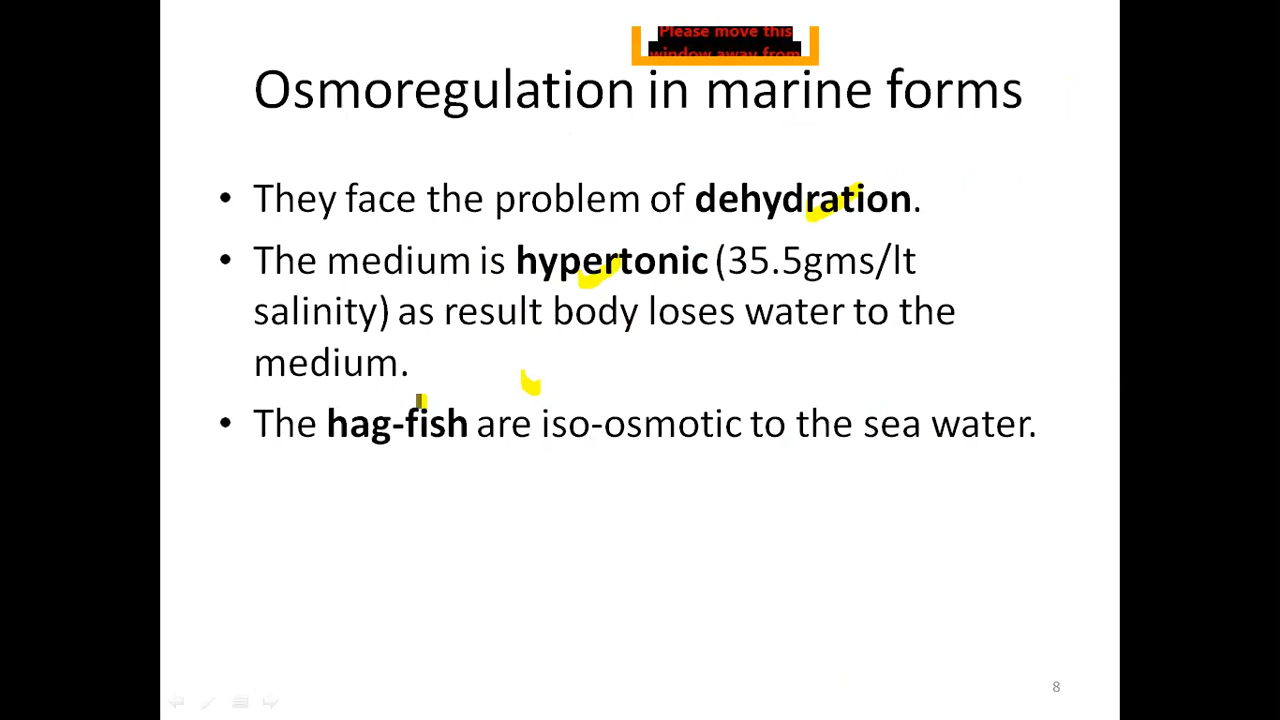 Please move this
window away from
Osmoregulation in marine forms
• They face the problem of dehydration.
• The medium is hypertonic (35.5gms/lt
salinity) as result body loses water to the
medium.
• The hag-fish are iso-osmotic to the sea water.
8